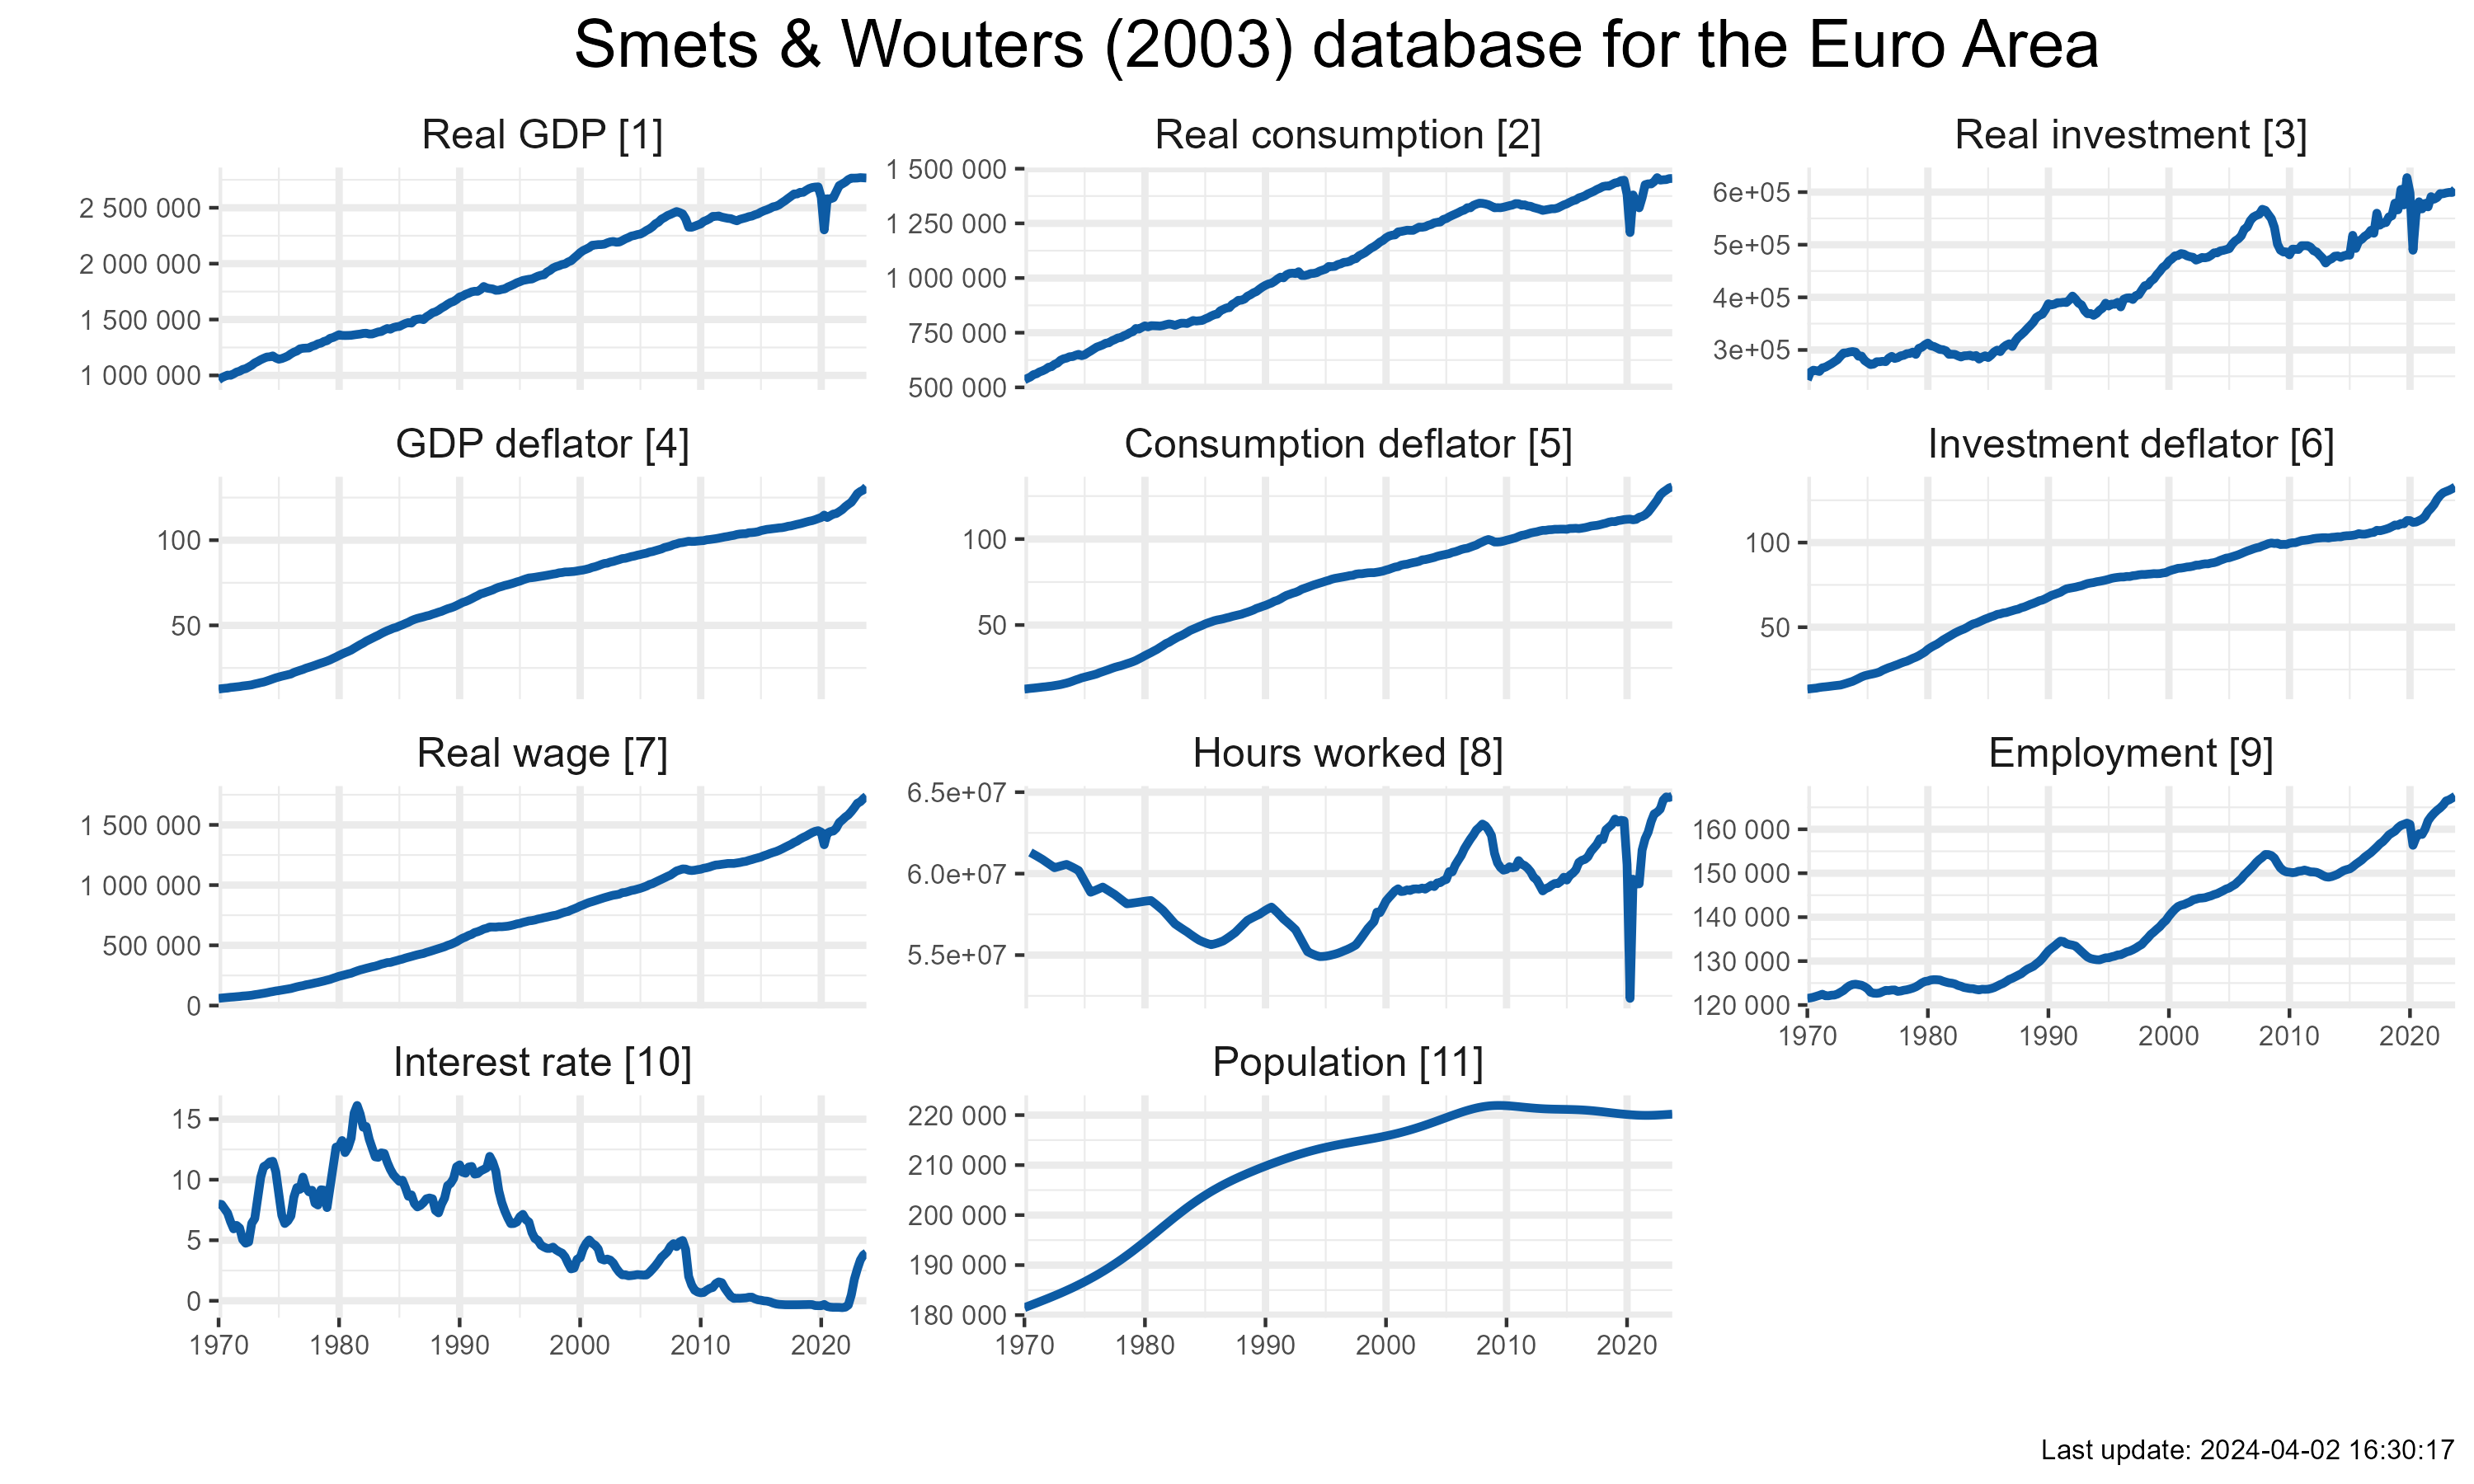 Smets & Wouters (2003) database for the Euro Area
Real GDP [1]
2 500 000
2 000 000
1 500 000
1 000 000
Real consumption [2]
1 500 000
1 250 000
1 000 000
750 000
500 000
Real investment [3]
6e+05
5e+05
4e+05
3e+05
GDP deflator [4]
100
50
Consumption deflator [5]
100
50
Investment deflator [6]
100
50
Real wage [7]
1 500 000
1 000 000
500 000
0
Hours worked [8]
6.5e+07
6.0e+07
5.5e+07
Employment [9]
160 000
150 000
140 000
130 000
120 000
1970 1980 1990 2000 2010 2020
Interest rate [10]
15
10
5
0
1970 1980 1990 2000 2010 2020
Population [11]
220 000
210 000
200 000
190 000
180 000
1970 1980 1990 2000 2010 2020
Last update: 2024-04-02 16:30:17